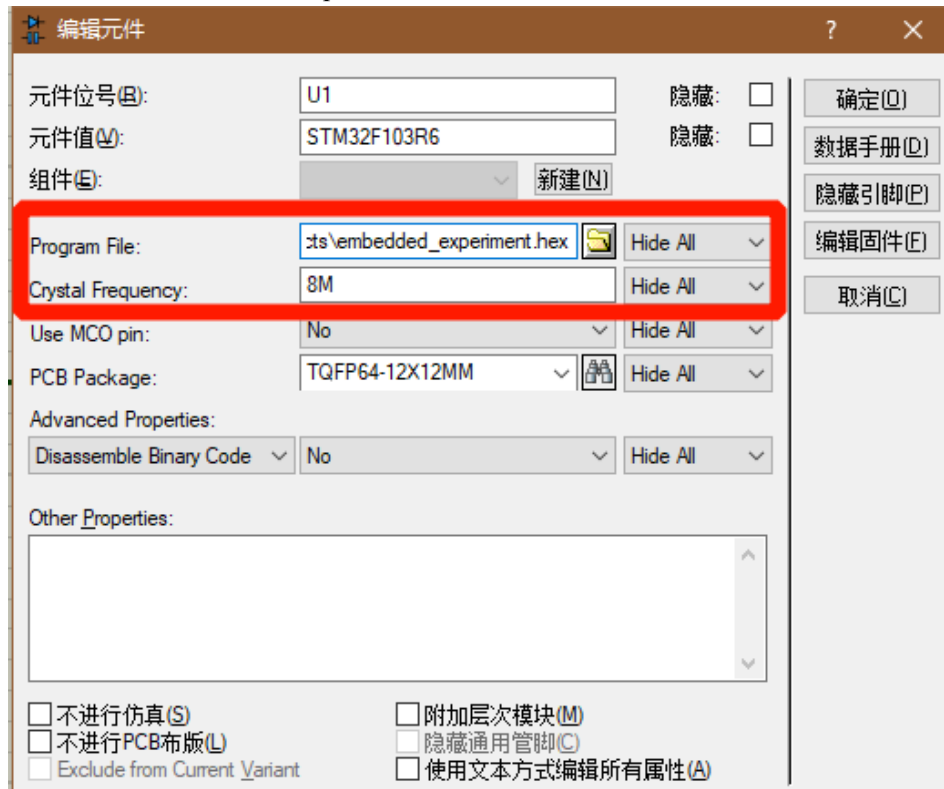 编辑元件 ? ×
元件位号(R): U1 隐藏: 确定(O)
元件值(V): STM32F103R6 隐藏: 数据手册(D)
组件(E): 新建(N) 隐藏引脚(P)
Program File: cts\embedded_experiment.hex Hide All 编辑固件(F)
Crystal Frequency: 8M Hide All 取消(C)
Use MCO pin: No Hide All
PCB Package: TQFP64-12X12MM Hide All
Advanced Properties:
Disassemble Binary Code No Hide All
Other Properties:
不进行仿真(S) 附加层次模块(M)
不进行PCB布版(L) 隐藏通用管脚(C)
Exclude from Current Variant 使用文本方式编辑所有属性(A)